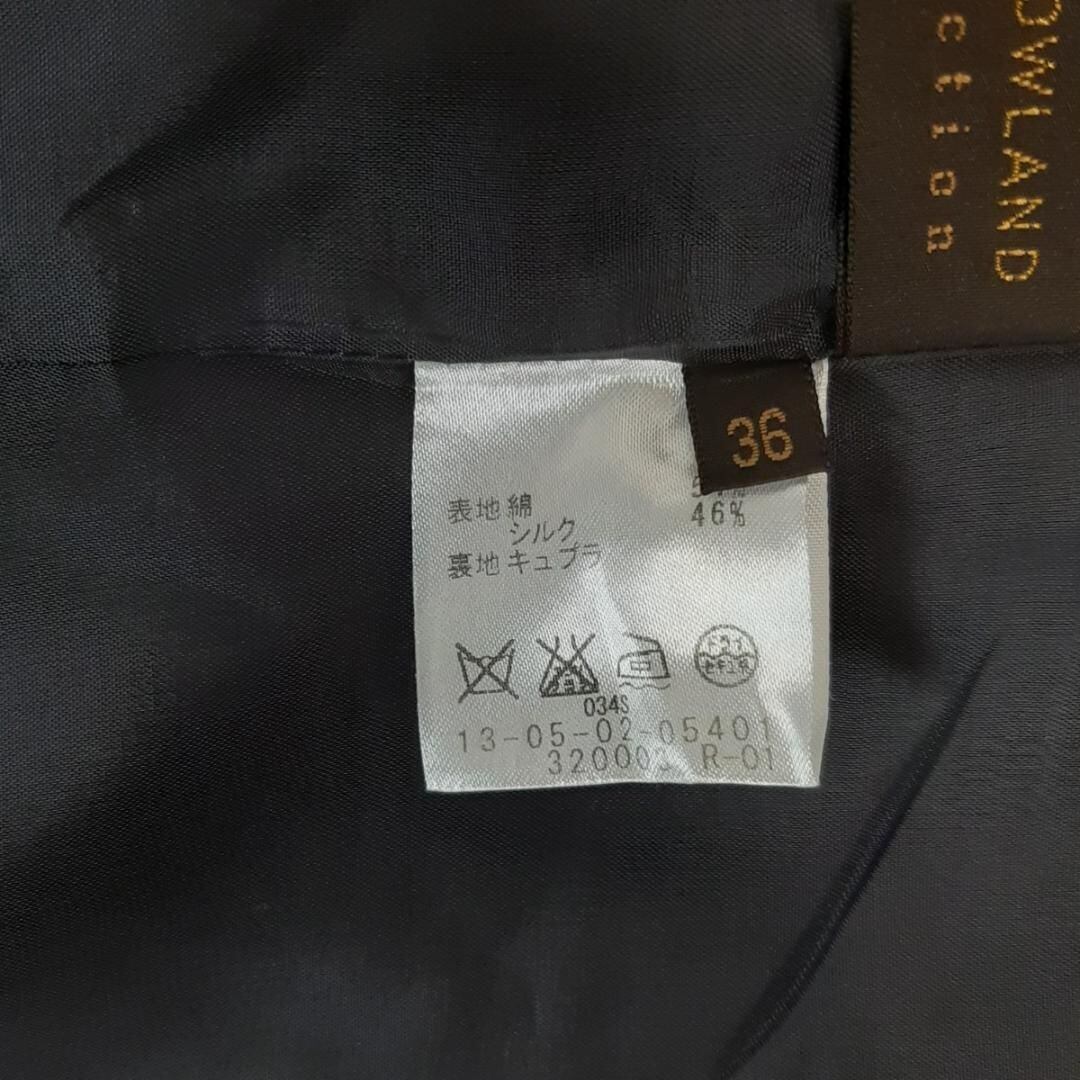 OWLAND
ction
36
表地 綿
シルク 46%
裏地 キュプラ
034S
13-05-02-05401
R-01